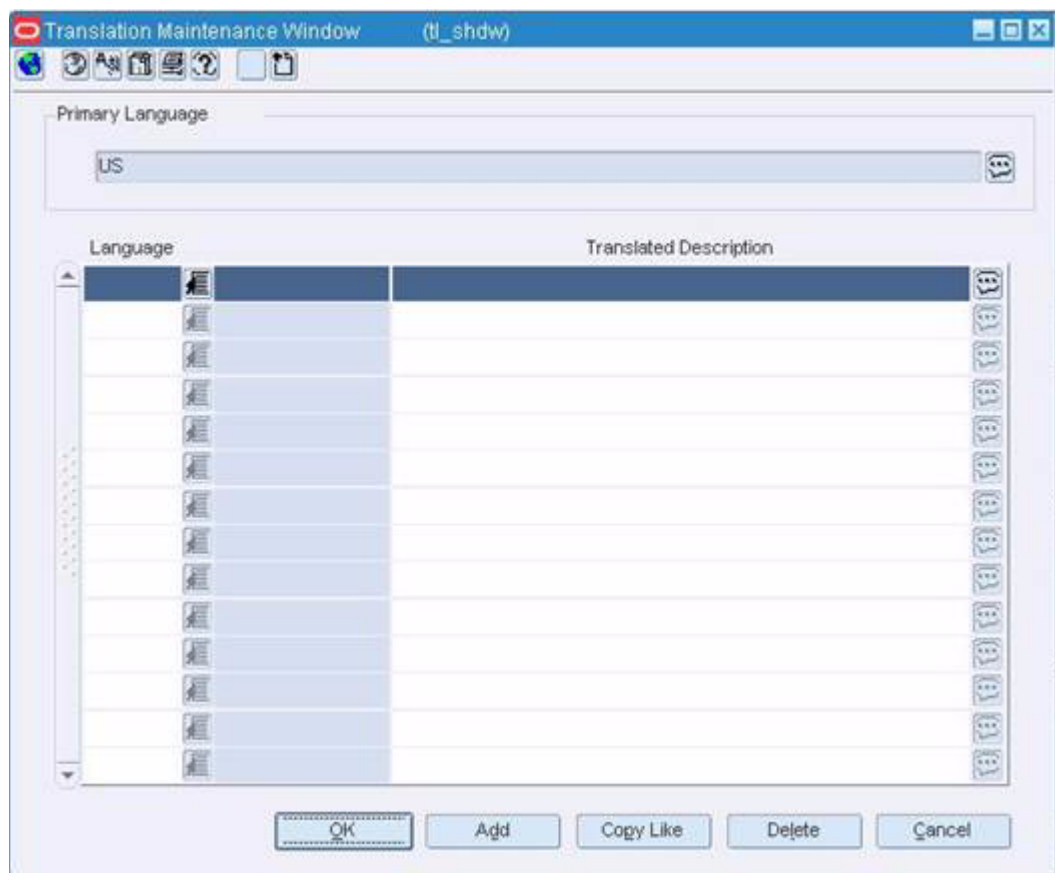 Translation Maintenance Window (tl_shdw)
Primary Language
US
Language Translated Description
OK Add Copy Like Delete Cancel